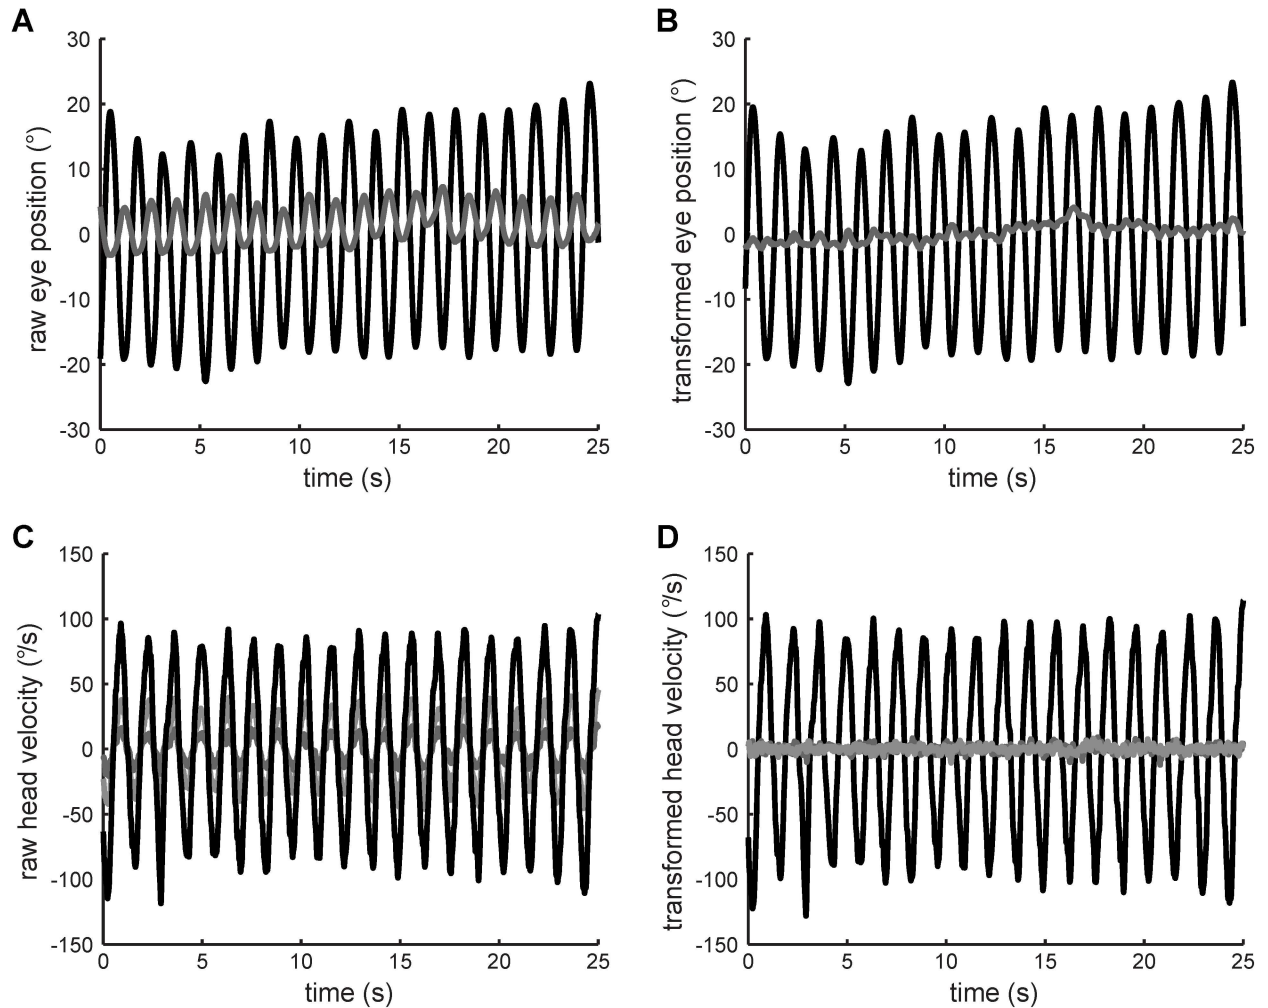 A
30
20
10
0
-10
-20
-30
raw eye position (°)
0 5 10 15 20 25
time (s)
B
30
20
10
0
-10
-20
-30
transformed eye position (°)
0 5 10 15 20 25
time (s)
C
150
100
50
0
-50
-100
-150
raw head velocity (°/s)
0 5 10 15 20 25
time (s)
D
150
100
50
0
-50
-100
-150
transformed head velocity (°/s)
0 5 10 15 20 25
time (s)